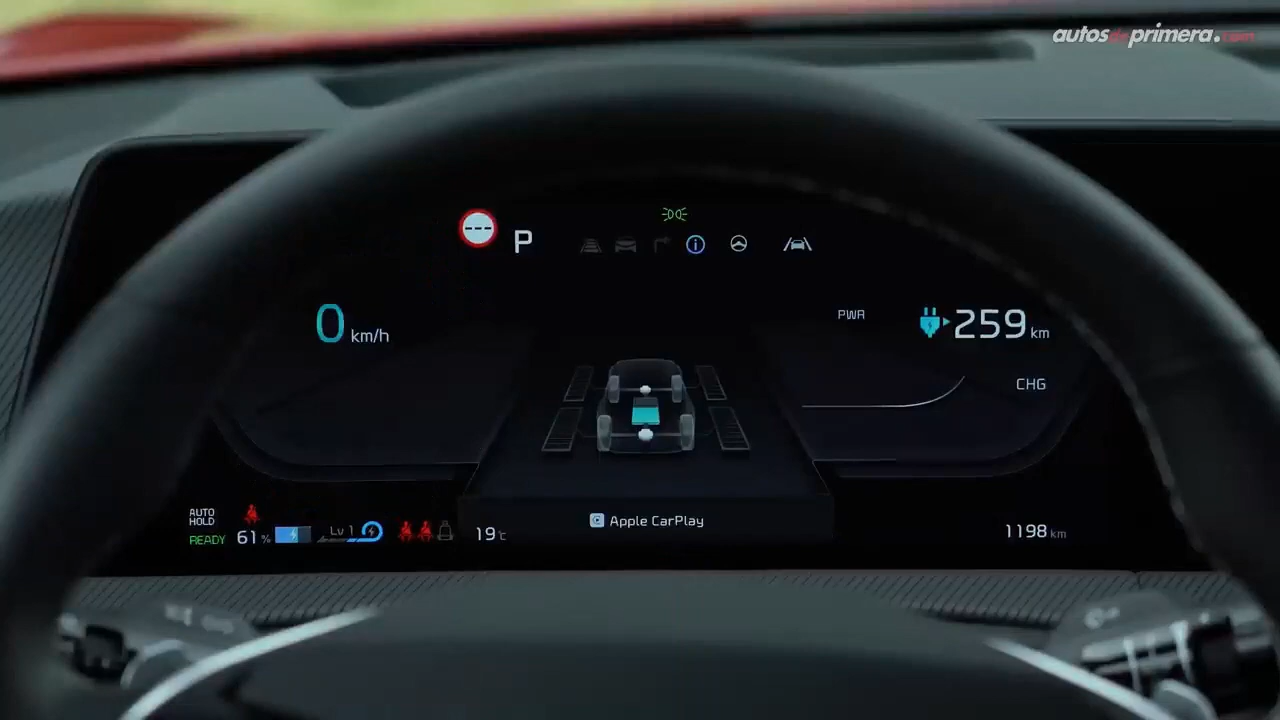 autosdeprimera.com
P
0 km/h
PWR
259 km
CHG
AUTO
HOLD
READY
61 %
Lv 1
19 ℃
Apple CarPlay
1198 km